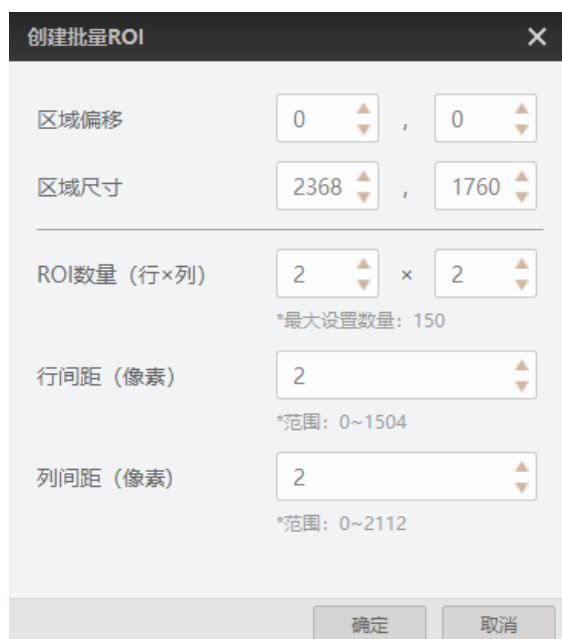 创建批量ROI
区域偏移 0 , 0
区域尺寸 2368 , 1760
ROI数量（行×列） 2 × 2
*最大设置数量：150
行间距（像素） 2
*范围：0~1504
列间距（像素） 2
*范围：0~2112
确定 取消